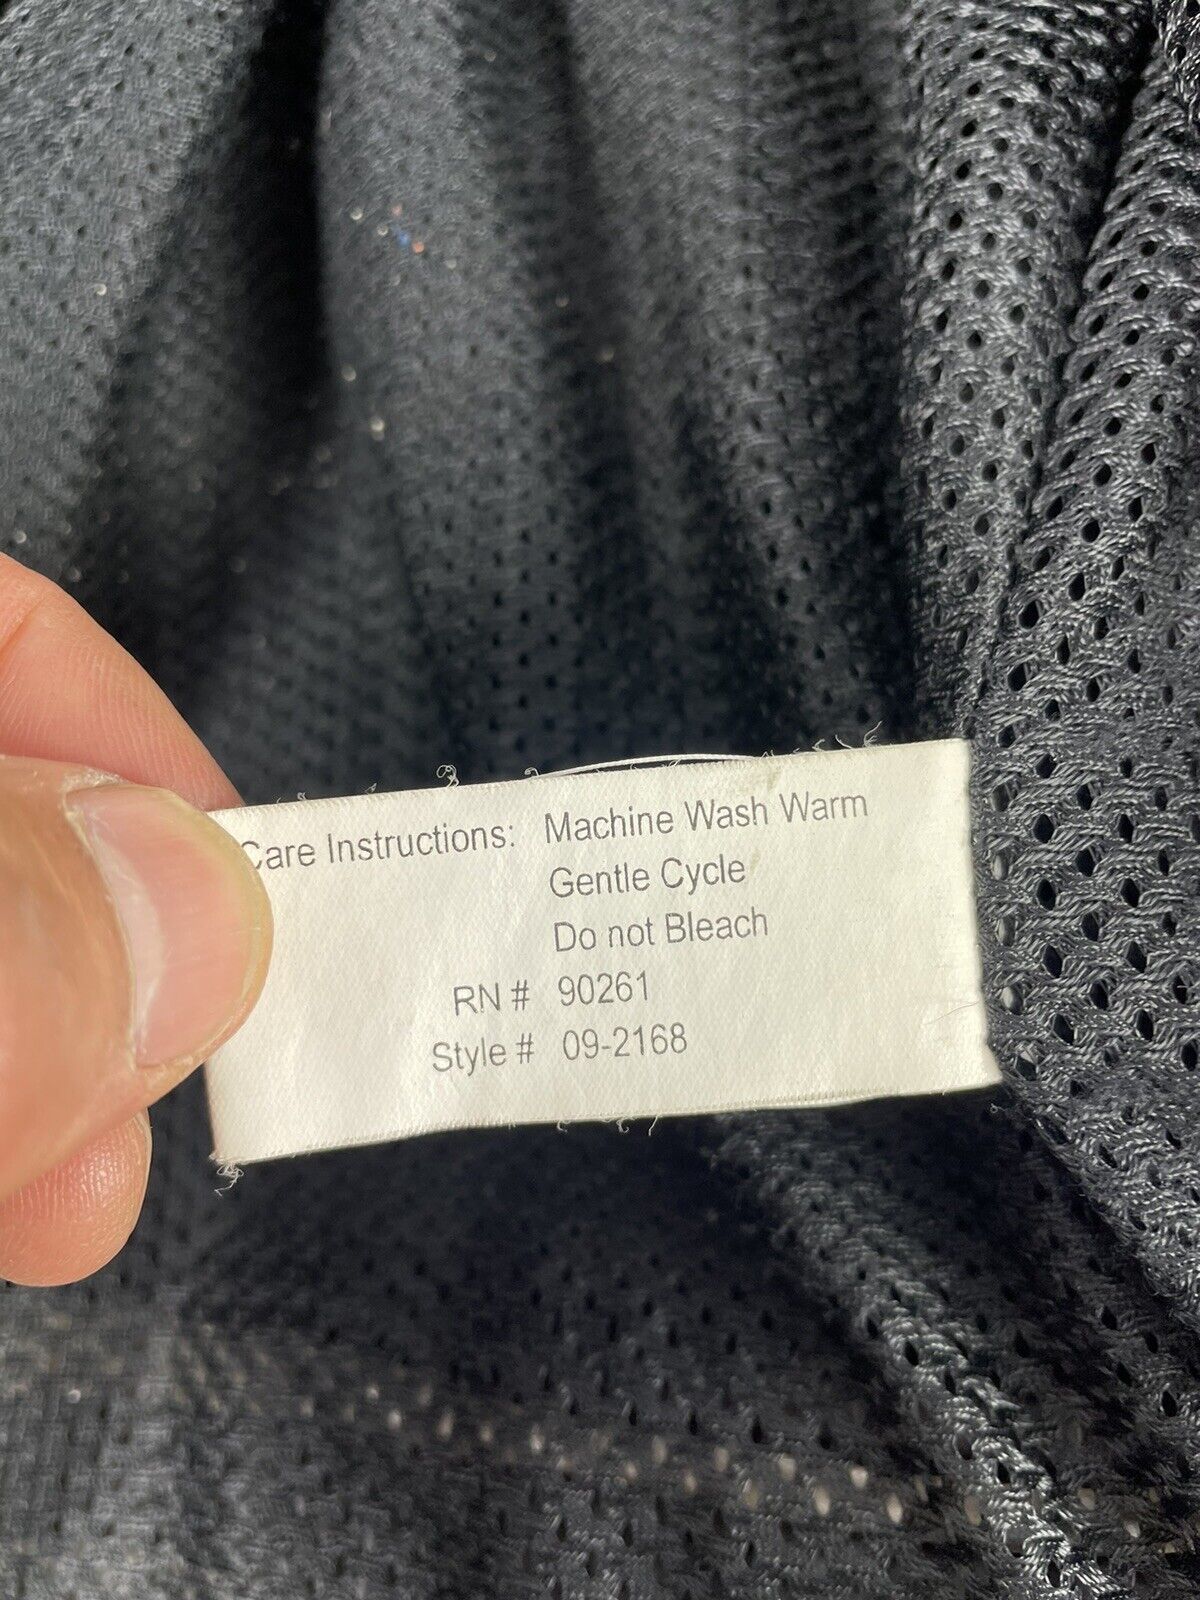 Care Instructions: Machine Wash Warm
Gentle Cycle
Do not Bleach
RN # 90261
Style # 09-2168